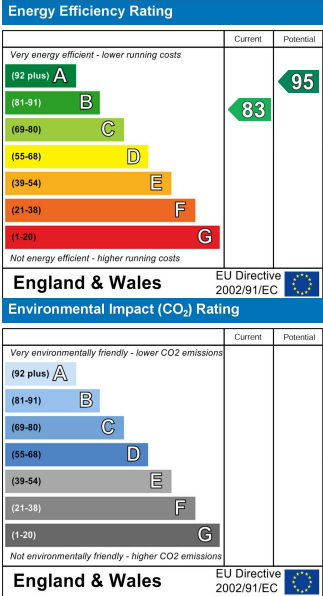 Energy Efficiency Rating
Current Potential
Very energy efficient - lower running costs
(92 plus) A
95
(81-91) B
83
(69-80) C
(55-68) D
(39-54) E
(21-38) F
(1-20) G
Not energy efficient - higher running costs
England & Wales
EU Directive
2002/91/EC
Environmental Impact (CO₂) Rating
Current Potential
Very environmentally friendly - lower CO2 emissions
(92 plus) A
(81-91) B
(69-80) C
(55-68) D
(39-54) E
(21-38) F
(1-20) G
Not environmentally friendly - higher CO2 emissions
England & Wales
EU Directive
2002/91/EC